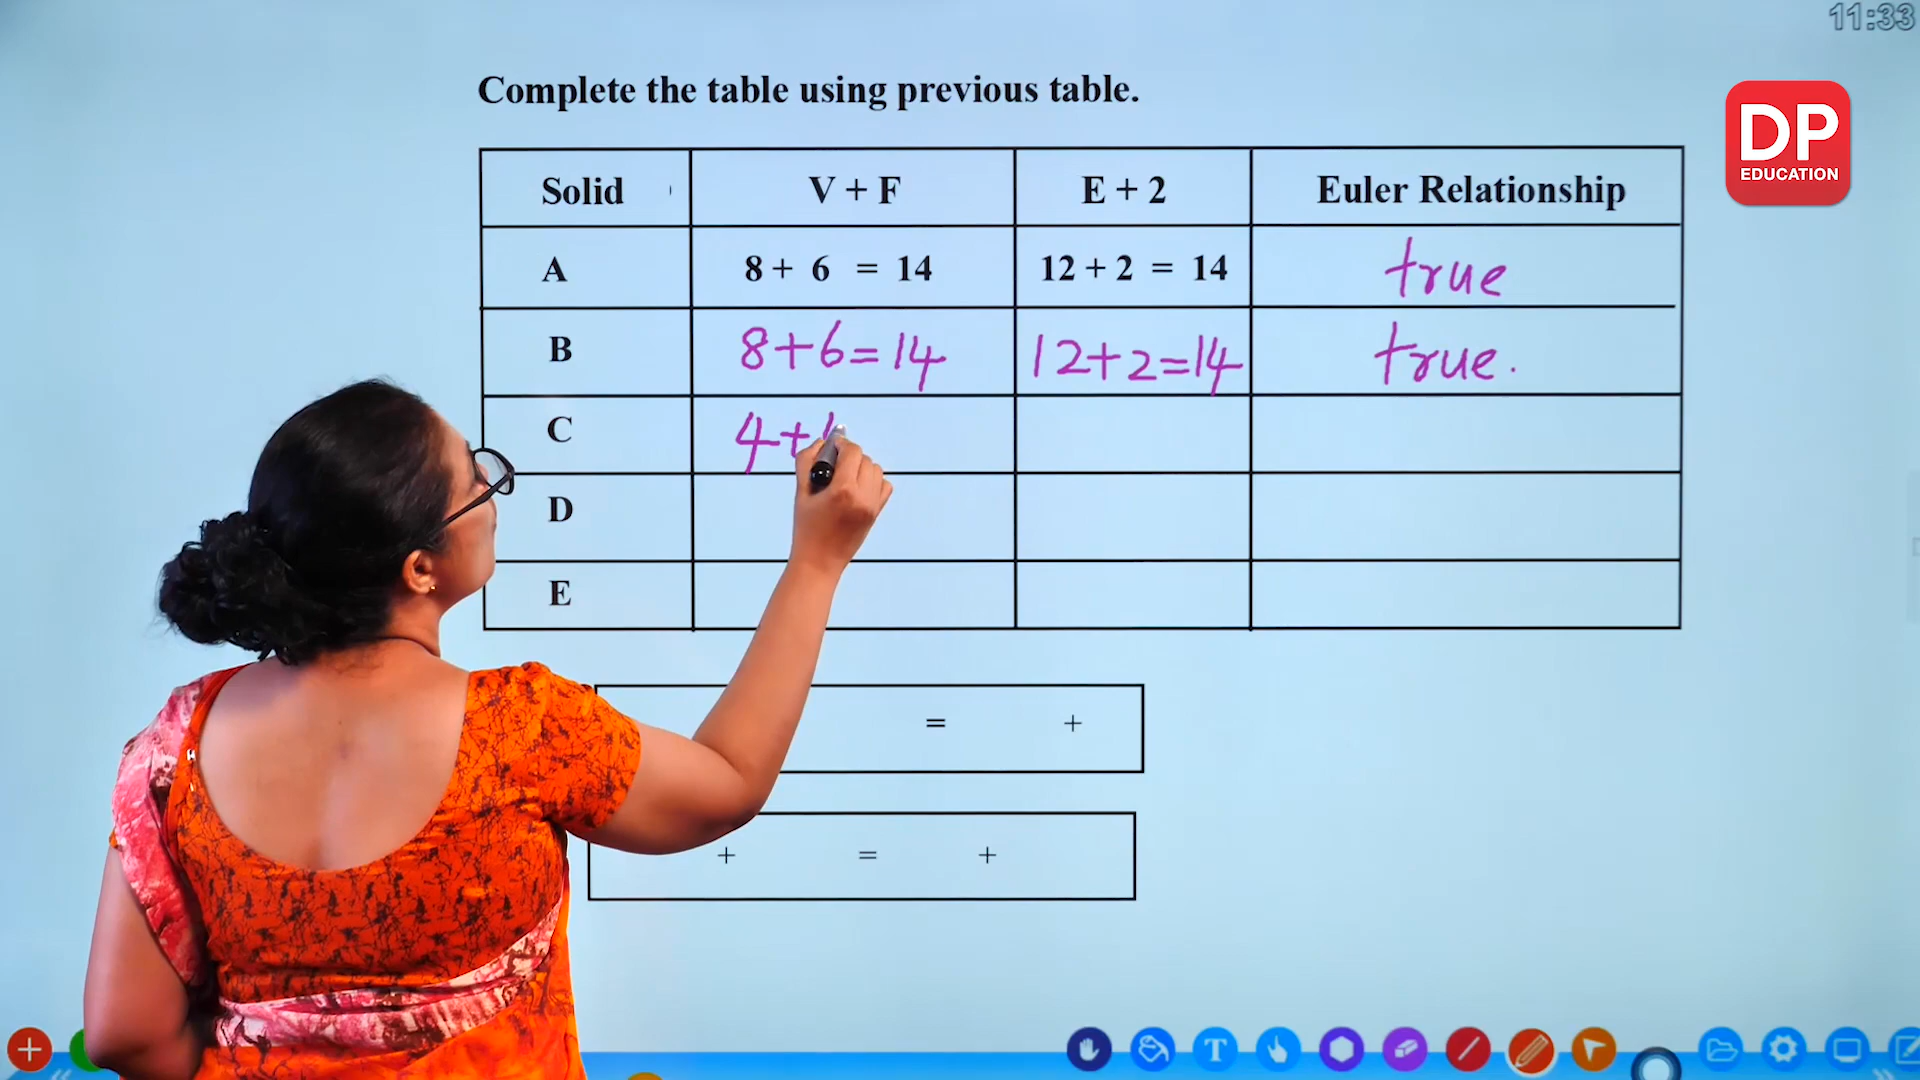 11:33
DP
EDUCATION
Complete the table using previous table.
Solid V + F E + 2 Euler Relationship
A 8 + 6 = 14 12 + 2 = 14 true
B 8+6=14 12+2=14 true.
C 4+
D
E
= +
+ = +
T